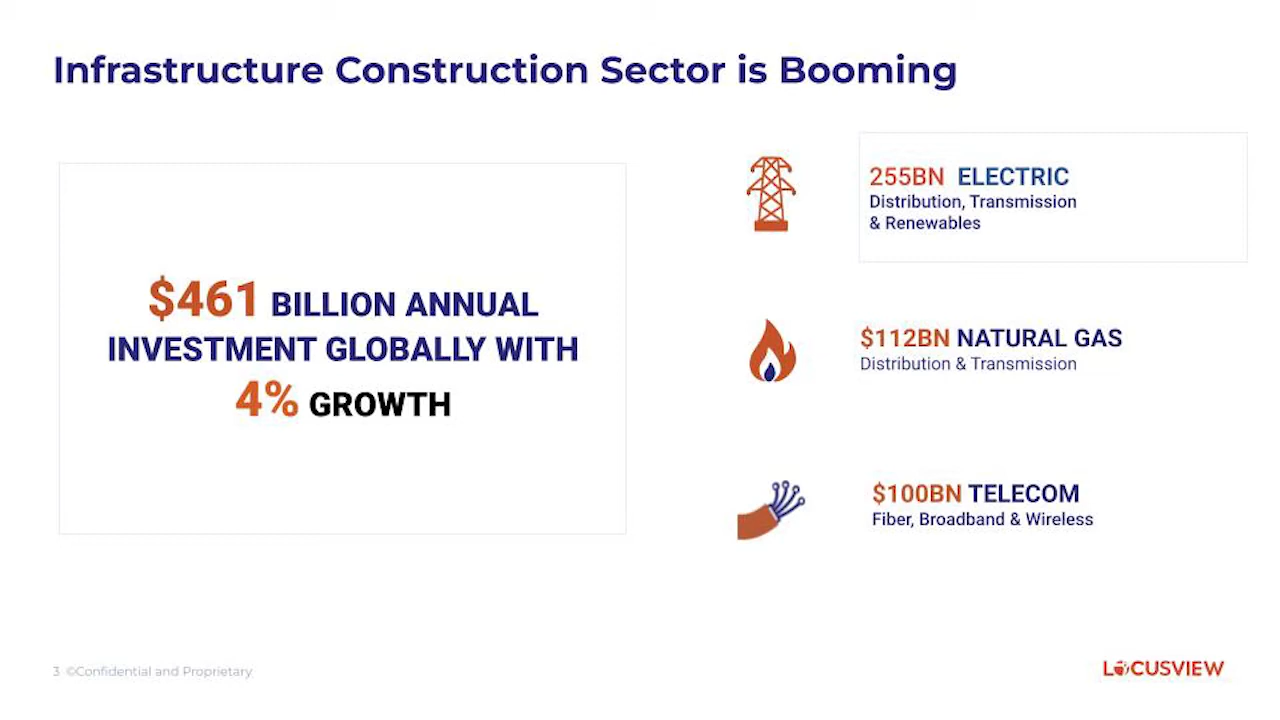 Infrastructure Construction Sector is Booming
$461 BILLION ANNUAL
INVESTMENT GLOBALLY WITH
4% GROWTH
255BN ELECTRIC
Distribution, Transmission
& Renewables
$112BN NATURAL GAS
Distribution & Transmission
$100BN TELECOM
Fiber, Broadband & Wireless
3 ©Confidential and Proprietary
LOCUSVIEW